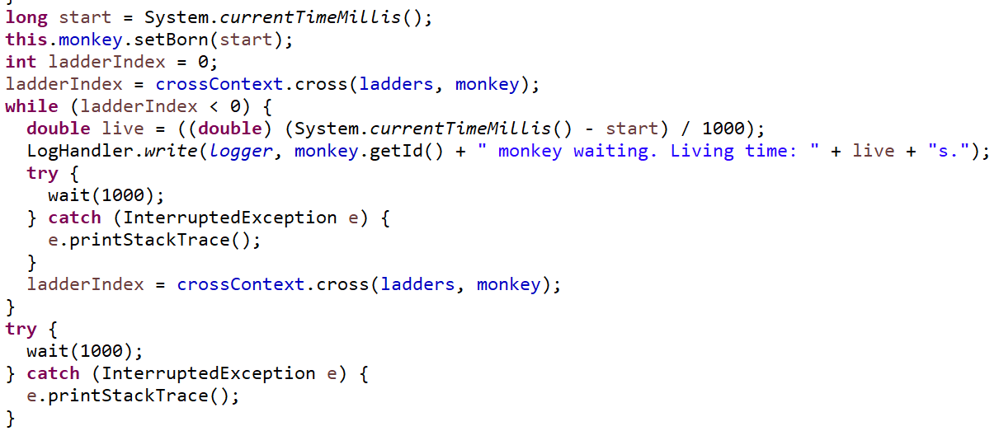 }
long start = System.currentTimeMillis();
this.monkey.setBorn(start);
int ladderIndex = 0;
ladderIndex = crossContext.cross(ladders, monkey);
while (ladderIndex < 0) {
  double live = ((double) (System.currentTimeMillis() - start) / 1000);
  LogHandler.write(logger, monkey.getId() + " monkey waiting. Living time: " + live + "s.");
  try {
    wait(1000);
  } catch (InterruptedException e) {
    e.printStackTrace();
  }
  ladderIndex = crossContext.cross(ladders, monkey);
}
try {
  wait(1000);
} catch (InterruptedException e) {
  e.printStackTrace();
}